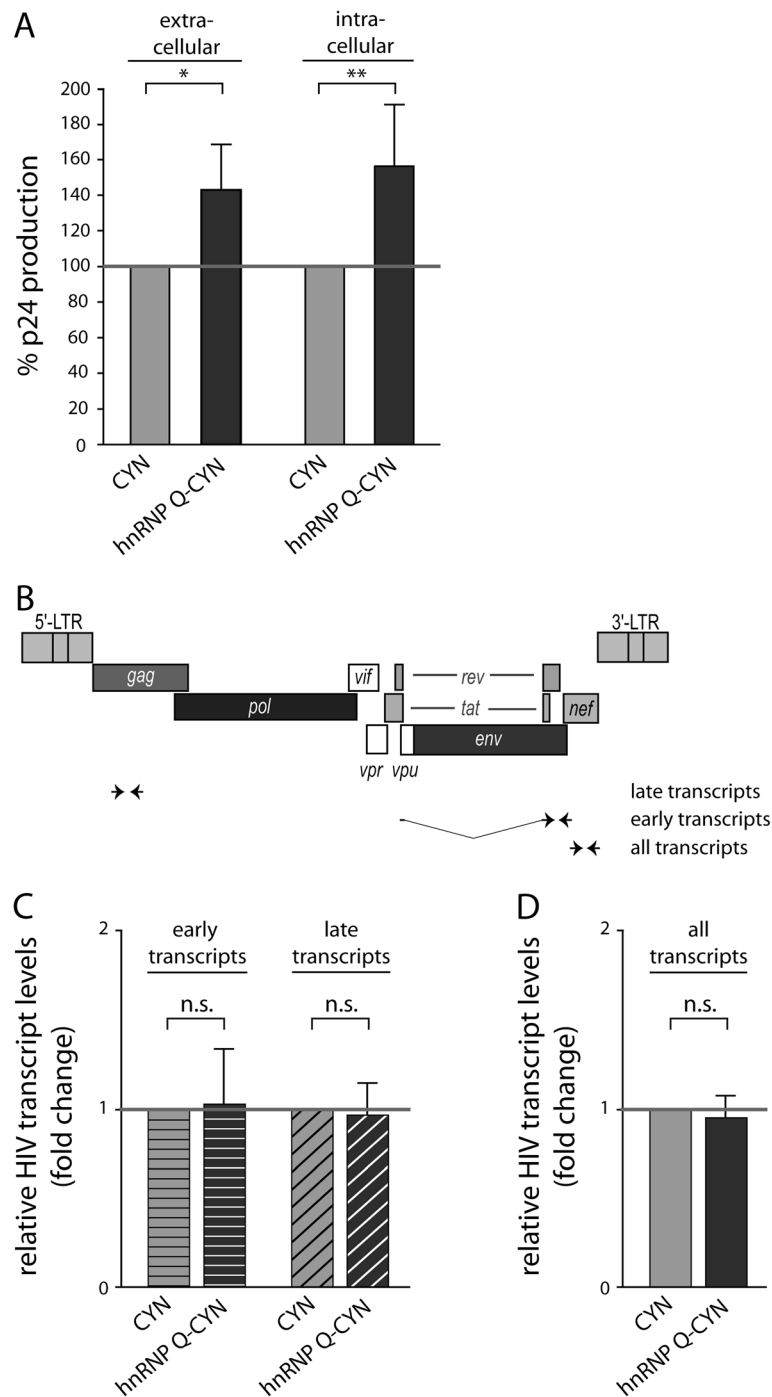 A
extra-
cellular
intra-
cellular
*
**
% p24 production
200
180
160
140
120
100
80
60
40
20
0
CYN
hnRNP Q-CYN
CYN
hnRNP Q-CYN
B
5'-LTR
3'-LTR
gag
vif
rev
pol
tat
nef
env
vpr
vpu
late transcripts
early transcripts
all transcripts
C
relative HIV transcript levels
(fold change)
2
1
0
early
transcripts
late
transcripts
n.s.
n.s.
CYN
hnRNP Q-CYN
CYN
hnRNP Q-CYN
D
relative HIV transcript levels
(fold change)
2
1
0
all
transcripts
n.s.
CYN
hnRNP Q-CYN